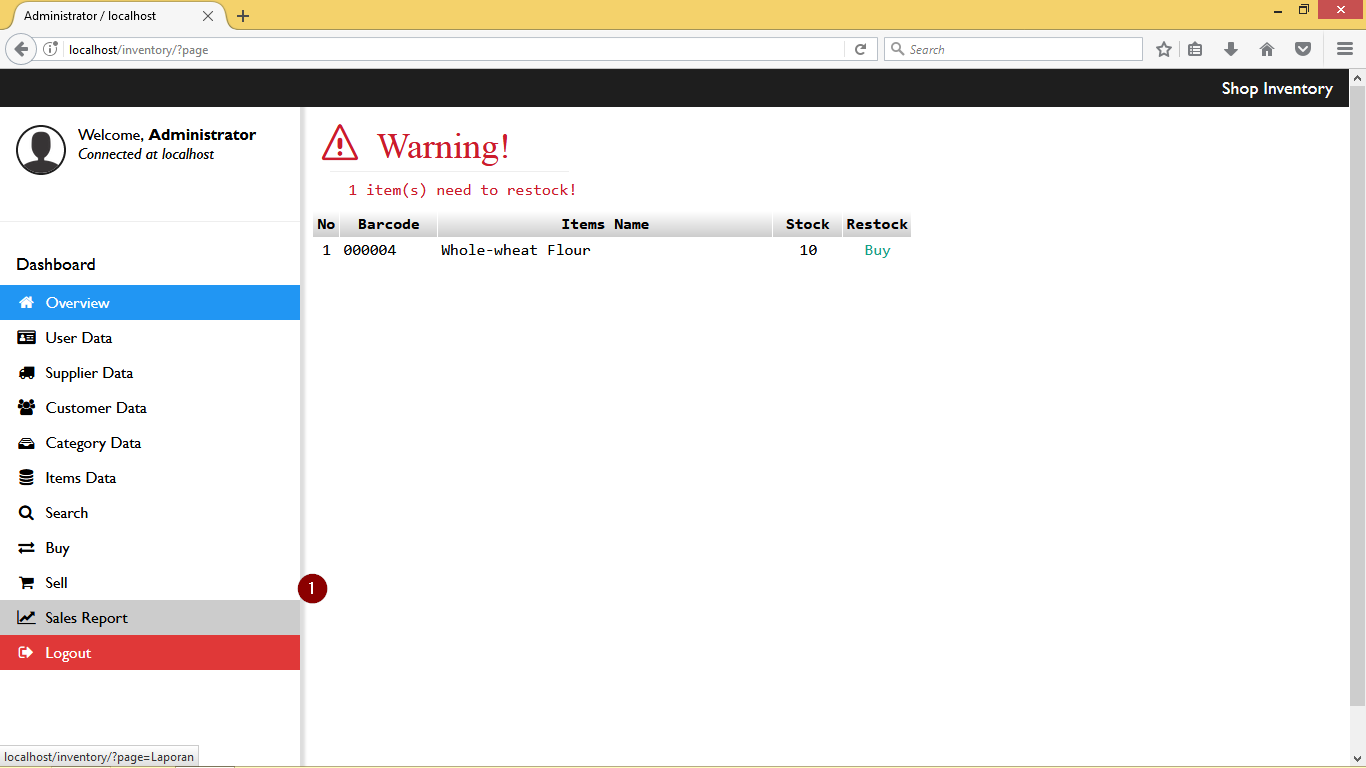 Administrator / localhost
localhost/inventory/?page
Search
Shop Inventory
Welcome, Administrator
Connected at localhost
Dashboard
Overview
User Data
Supplier Data
Customer Data
Category Data
Items Data
Search
Buy
Sell
Sales Report
Logout
Warning!
1 item(s) need to restock!
No Barcode Items Name Stock Restock
1 000004 Whole-wheat Flour 10 Buy
1
localhost/inventory/?page=Laporan